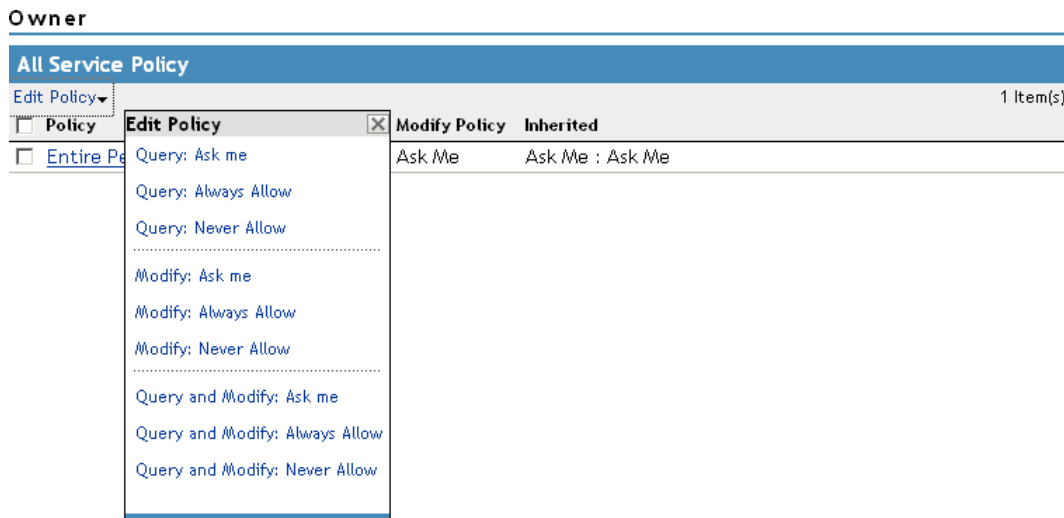 Owner
All Service Policy
Edit Policy
1 Item(s)
Policy
Edit Policy
Modify Policy Inherited
Entire Pe
Query: Ask me
Ask Me
Ask Me : Ask Me
Query: Always Allow
Query: Never Allow
Modify: Ask me
Modify: Always Allow
Modify: Never Allow
Query and Modify: Ask me
Query and Modify: Always Allow
Query and Modify: Never Allow